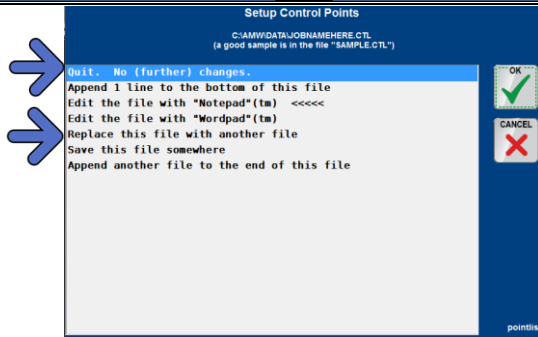 Setup Control Points
C:\AMW\DATA\JOBNAMEHERE.CTL
(a good sample is in the file "SAMPLE.CTL")
Quit.  No (further) changes.
Append 1 line to the bottom of this file
Edit the file with "Notepad"(tm)  <<<<<
Edit the file with "Wordpad"(tm)
Replace this file with another file
Save this file somewhere
Append another file to the end of this file
OK
CANCEL
pointlis